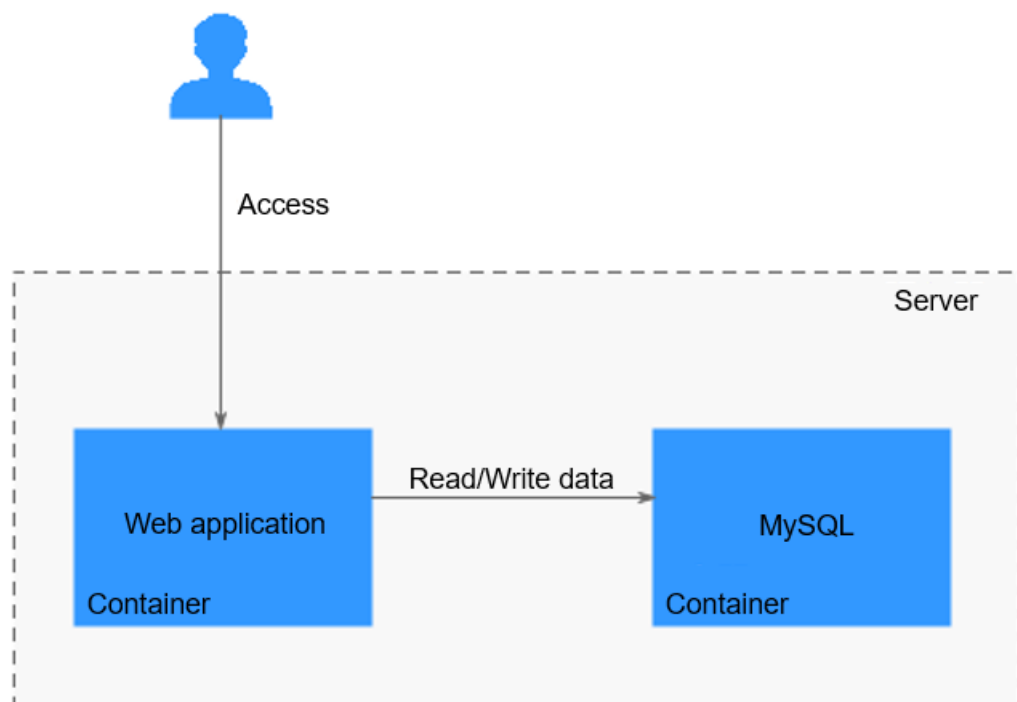 Access
Server
Read/Write data
Web application
MySQL
Container
Container